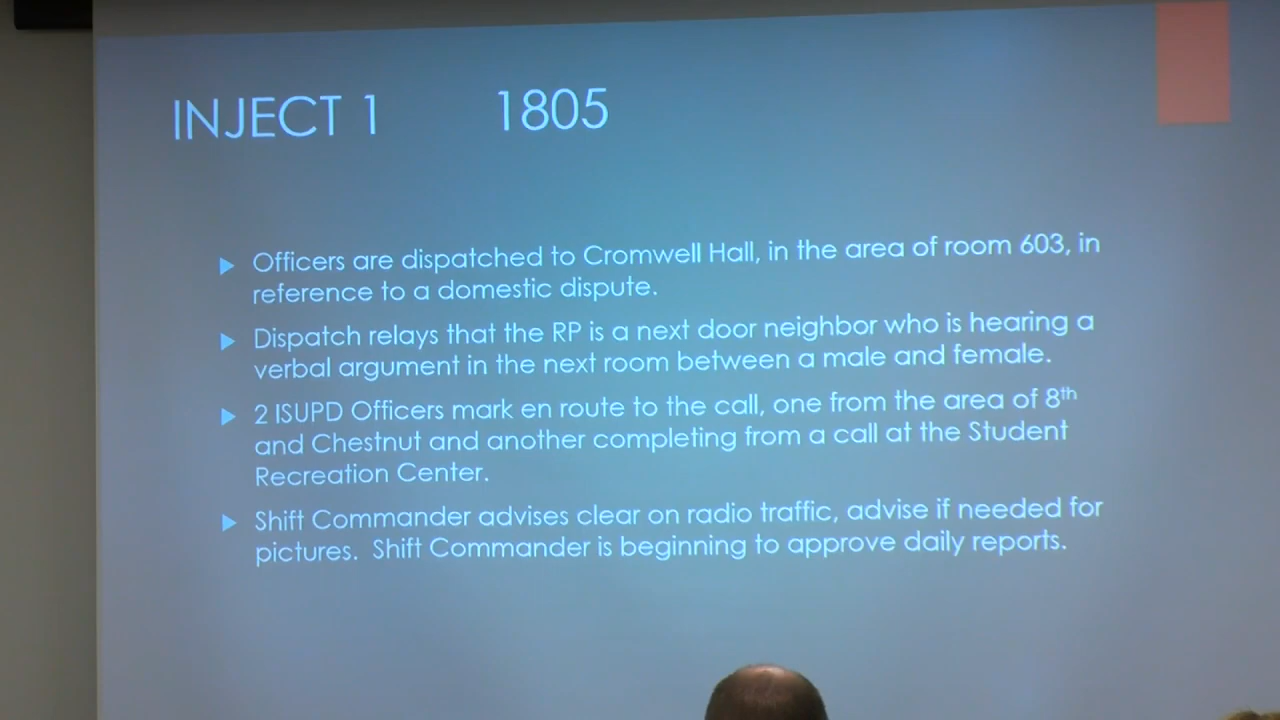 INJECT 1 1805
Officers are dispatched to Cromwell Hall, in the area of room 603, in
reference to a domestic dispute.
Dispatch relays that the RP is a next door neighbor who is hearing a
verbal argument in the next room between a male and female.
2 ISUPD Officers mark en route to the call, one from the area of 8th
and Chestnut and another completing from a call at the Student
Recreation Center.
Shift Commander advises clear on radio traffic, advise if needed for
pictures. Shift Commander is beginning to approve daily reports.